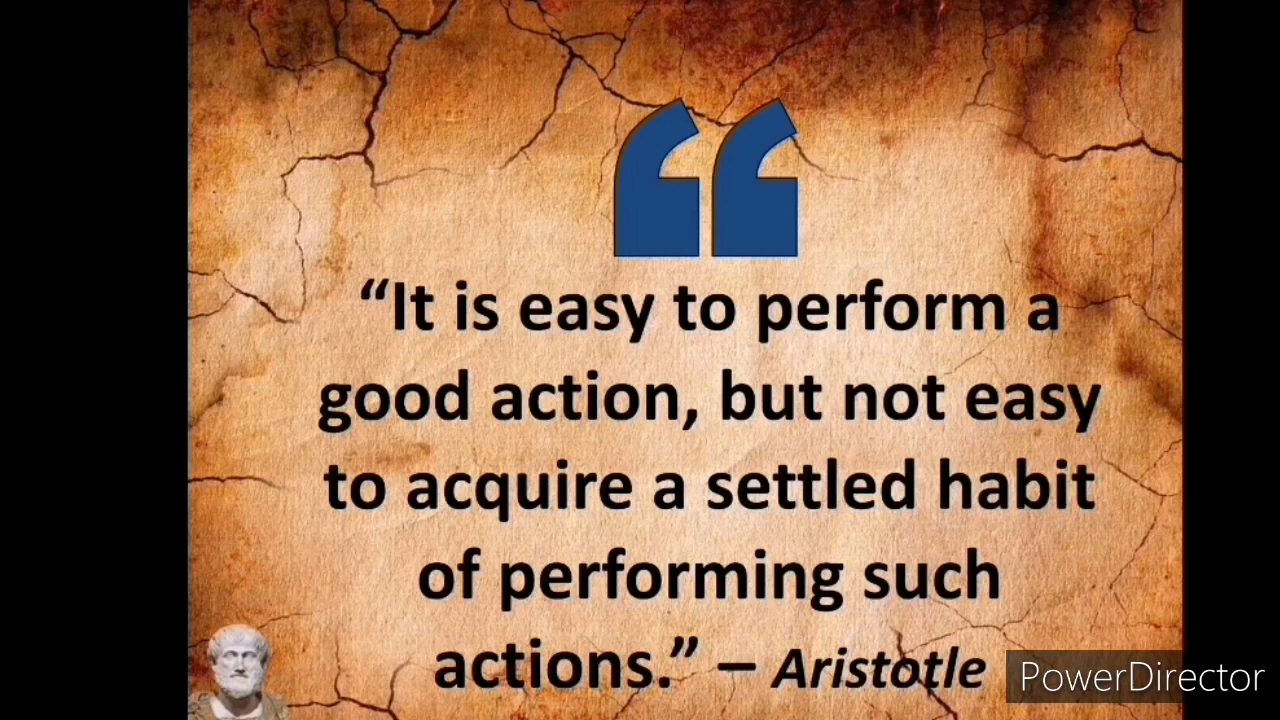 “It is easy to perform a
good action, but not easy
to acquire a settled habit
of performing such
actions.” – Aristotle
PowerDirector